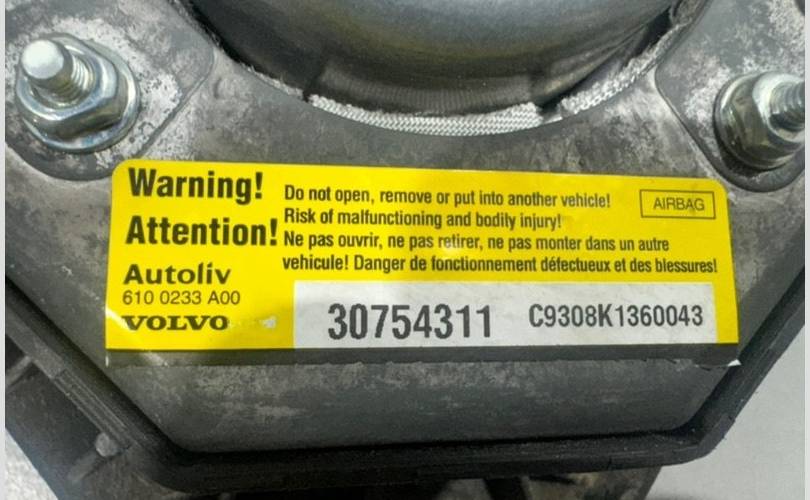 Warning!
Attention!
Do not open, remove or put into another vehicle!
Risk of malfunctioning and bodily injury!
Ne pas ouvrir, ne pas retirer, ne pas monter dans un autre
vehicule! Danger de fonctionnement défectueux et des blessures!
AIRBAG
Autoliv
610 0233 A00
VOLVO
30754311
C9308K1360043